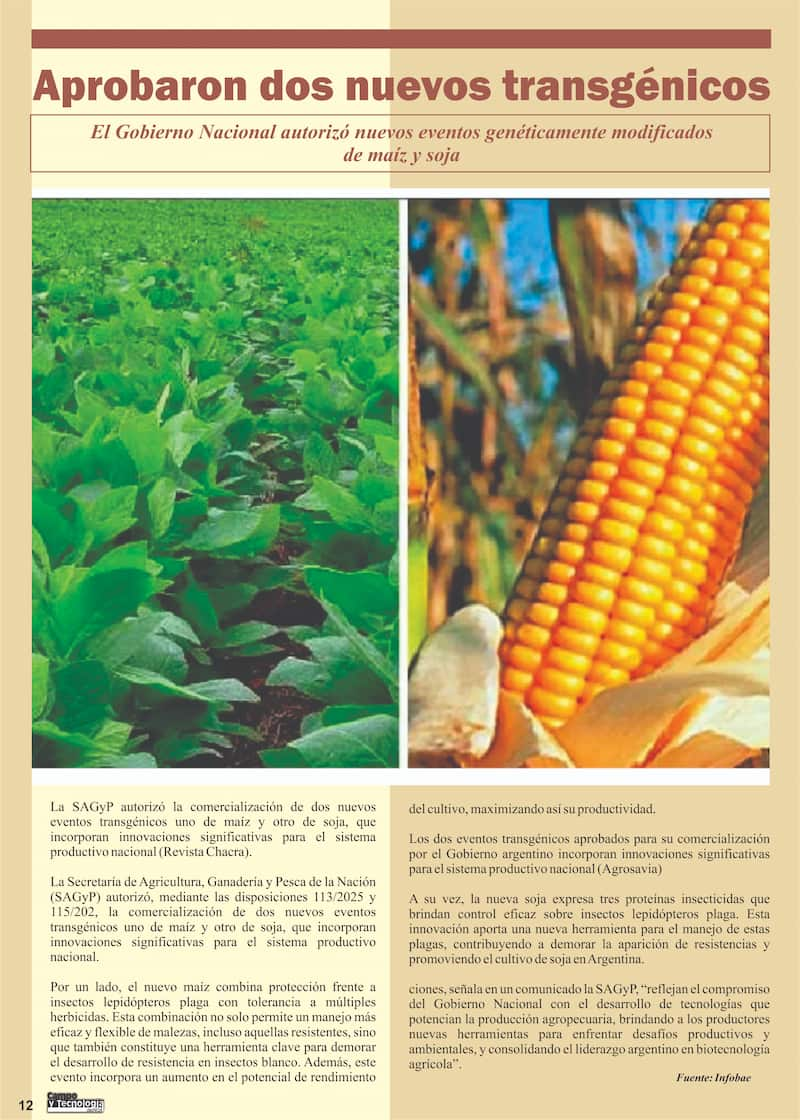 Aprobaron dos nuevos transgénicos
El Gobierno Nacional autorizó nuevos eventos genéticamente modificados
de maíz y soja
La SAGyP autorizó la comercialización de dos nuevos
eventos transgénicos uno de maíz y otro de soja, que
incorporan innovaciones significativas para el sistema
productivo nacional (Revista Chacra).
La Secretaría de Agricultura, Ganadería y Pesca de la Nación
(SAGyP) autorizó, mediante las disposiciones 113/2025 y
115/202, la comercialización de dos nuevos eventos
transgénicos uno de maíz y otro de soja, que incorporan
innovaciones significativas para el sistema productivo
nacional.
Por un lado, el nuevo maíz combina protección frente a
insectos lepidópteros plaga con tolerancia a múltiples
herbicidas. Esta combinación no solo permite un manejo más
eficaz y flexible de malezas, incluso aquellas resistentes, sino
que también constituye una herramienta clave para demorar
el desarrollo de resistencia en insectos blanco. Además, este
evento incorpora un aumento en el potencial de rendimiento
del cultivo, maximizando así su productividad.
Los dos eventos transgénicos aprobados para su comercialización
por el Gobierno argentino incorporan innovaciones significativas
para el sistema productivo nacional (Agrosavia)
A su vez, la nueva soja expresa tres proteínas insecticidas que
brindan control eficaz sobre insectos lepidópteros plaga. Esta
innovación aporta una nueva herramienta para el manejo de estas
plagas, contribuyendo a demorar la aparición de resistencias y
promoviendo el cultivo de soja en Argentina.
ciones, señala en un comunicado la SAGyP, “reflejan el compromiso
del Gobierno Nacional con el desarrollo de tecnologías que
potencian la producción agropecuaria, brindando a los productores
nuevas herramientas para enfrentar desafíos productivos y
ambientales, y consolidando el liderazgo argentino en biotecnología
agrícola”.
Fuente: Infobae
12
Campo
y Tecnología